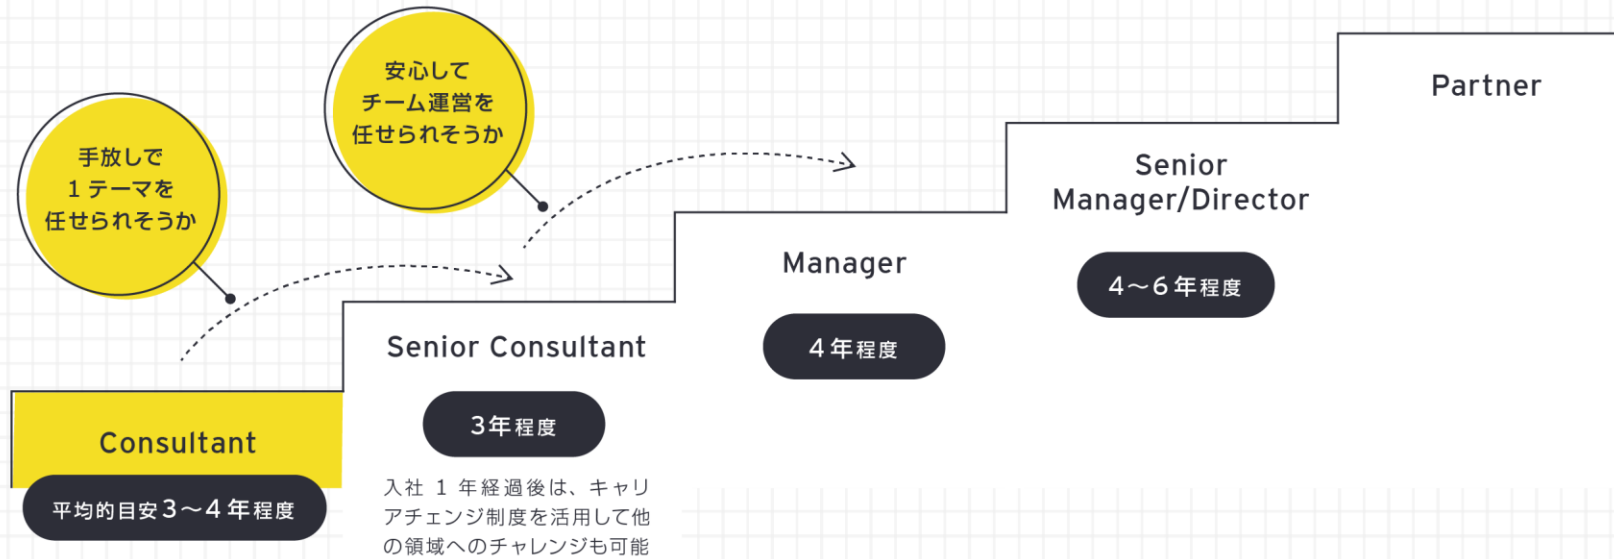 手放しで
1 テーマを
任せられそうか
安心して
チーム運営を
任せられそうか
Consultant
平均的目安3〜4年程度
Senior Consultant
3年程度
入社 1 年経過後は、キャリ
アチェンジ制度を活用して他
の領域へのチャレンジも可能
Manager
4年程度
Senior
Manager/Director
4〜6年程度
Partner